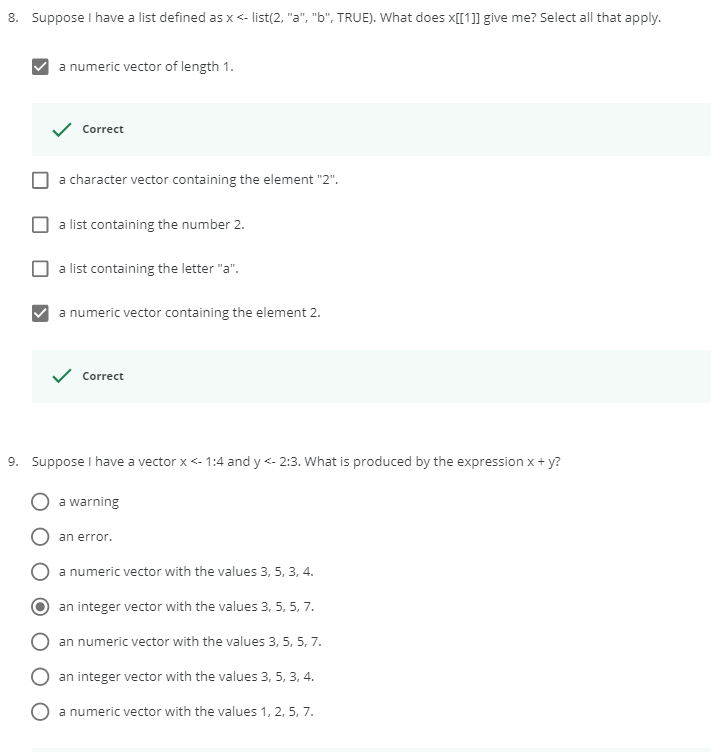 8. Suppose I have a list defined as x <- list(2, "a", "b", TRUE). What does x[[1]] give me? Select all that apply.
a numeric vector of length 1.
Correct
a character vector containing the element "2".
a list containing the number 2.
a list containing the letter "a".
a numeric vector containing the element 2.
Correct
9. Suppose I have a vector x <- 1:4 and y <- 2:3. What is produced by the expression x + y?
a warning
an error.
a numeric vector with the values 3, 5, 3, 4.
an integer vector with the values 3, 5, 5, 7.
an numeric vector with the values 3, 5, 5, 7.
an integer vector with the values 3, 5, 3, 4.
a numeric vector with the values 1, 2, 5, 7.